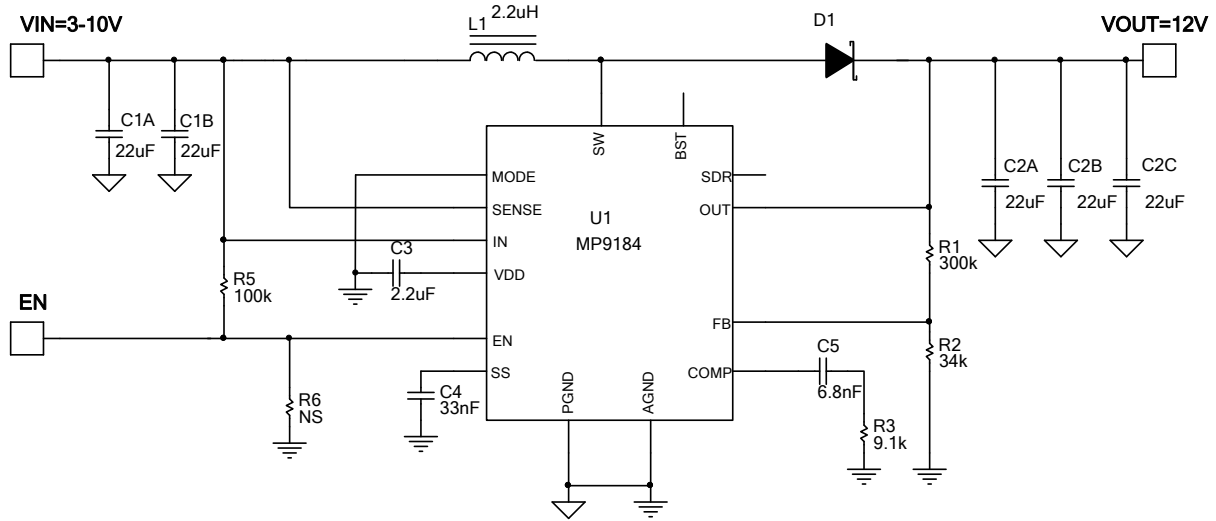 VIN=3-10V
L1
2.2uH
D1
VOUT=12V
C1A
22uF
C1B
22uF
SW
BST
MODE
SENSE
IN
VDD
EN
SS
PGND
AGND
SDR
OUT
FB
COMP
U1
MP9184
C2A
22uF
C2B
22uF
C2C
22uF
C3
2.2uF
R1
300k
R5
100k
EN
R2
34k
C5
6.8nF
R6
NS
C4
33nF
R3
9.1k